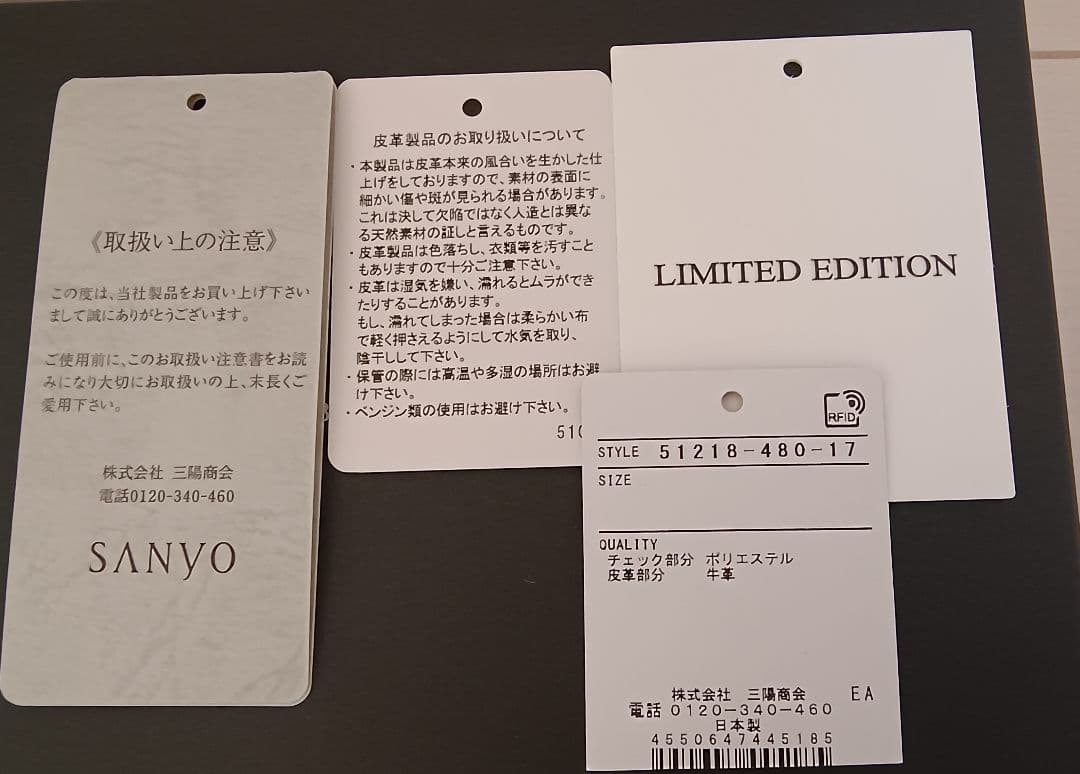 《取扱い上の注意》
この度は、当社製品をお買い上げ下さい
まして誠にありがとうございます。
ご使用前に、このお取扱い注意書をお読
みになり大切にお取扱いの上、末長くご
愛用下さい。
株式会社 三陽商会
電話0120-340-460
SANYO
皮革製品のお取り扱いについて
・本製品は皮革本来の風合いを生かした仕
上げをしておりますので、素材の表面に
細かい傷や斑が見られる場合があります。
これは決して欠陥ではなく人造とは異な
る天然素材の証しと言えるものです。
・皮革製品は色落ちし、衣類等を汚すこと
もありますので十分ご注意下さい。
・皮革は湿気を嫌い、濡れるとムラができ
たりすることがあります。
もし、濡れてしまった場合は柔らかい布
で軽く押さえるようにして水気を取り、
陰干しして下さい。
・保管の際には高温や多湿の場所はお避
け下さい。
・ベンジン類の使用はお避け下さい。
510
LIMITED EDITION
RFID
STYLE 51218-480-17
SIZE
QUALITY
チェック部分 ポリエステル
皮革部分 牛革
株式会社 三陽商会 EA
電話 0120-340-460
日本製
4550647445185